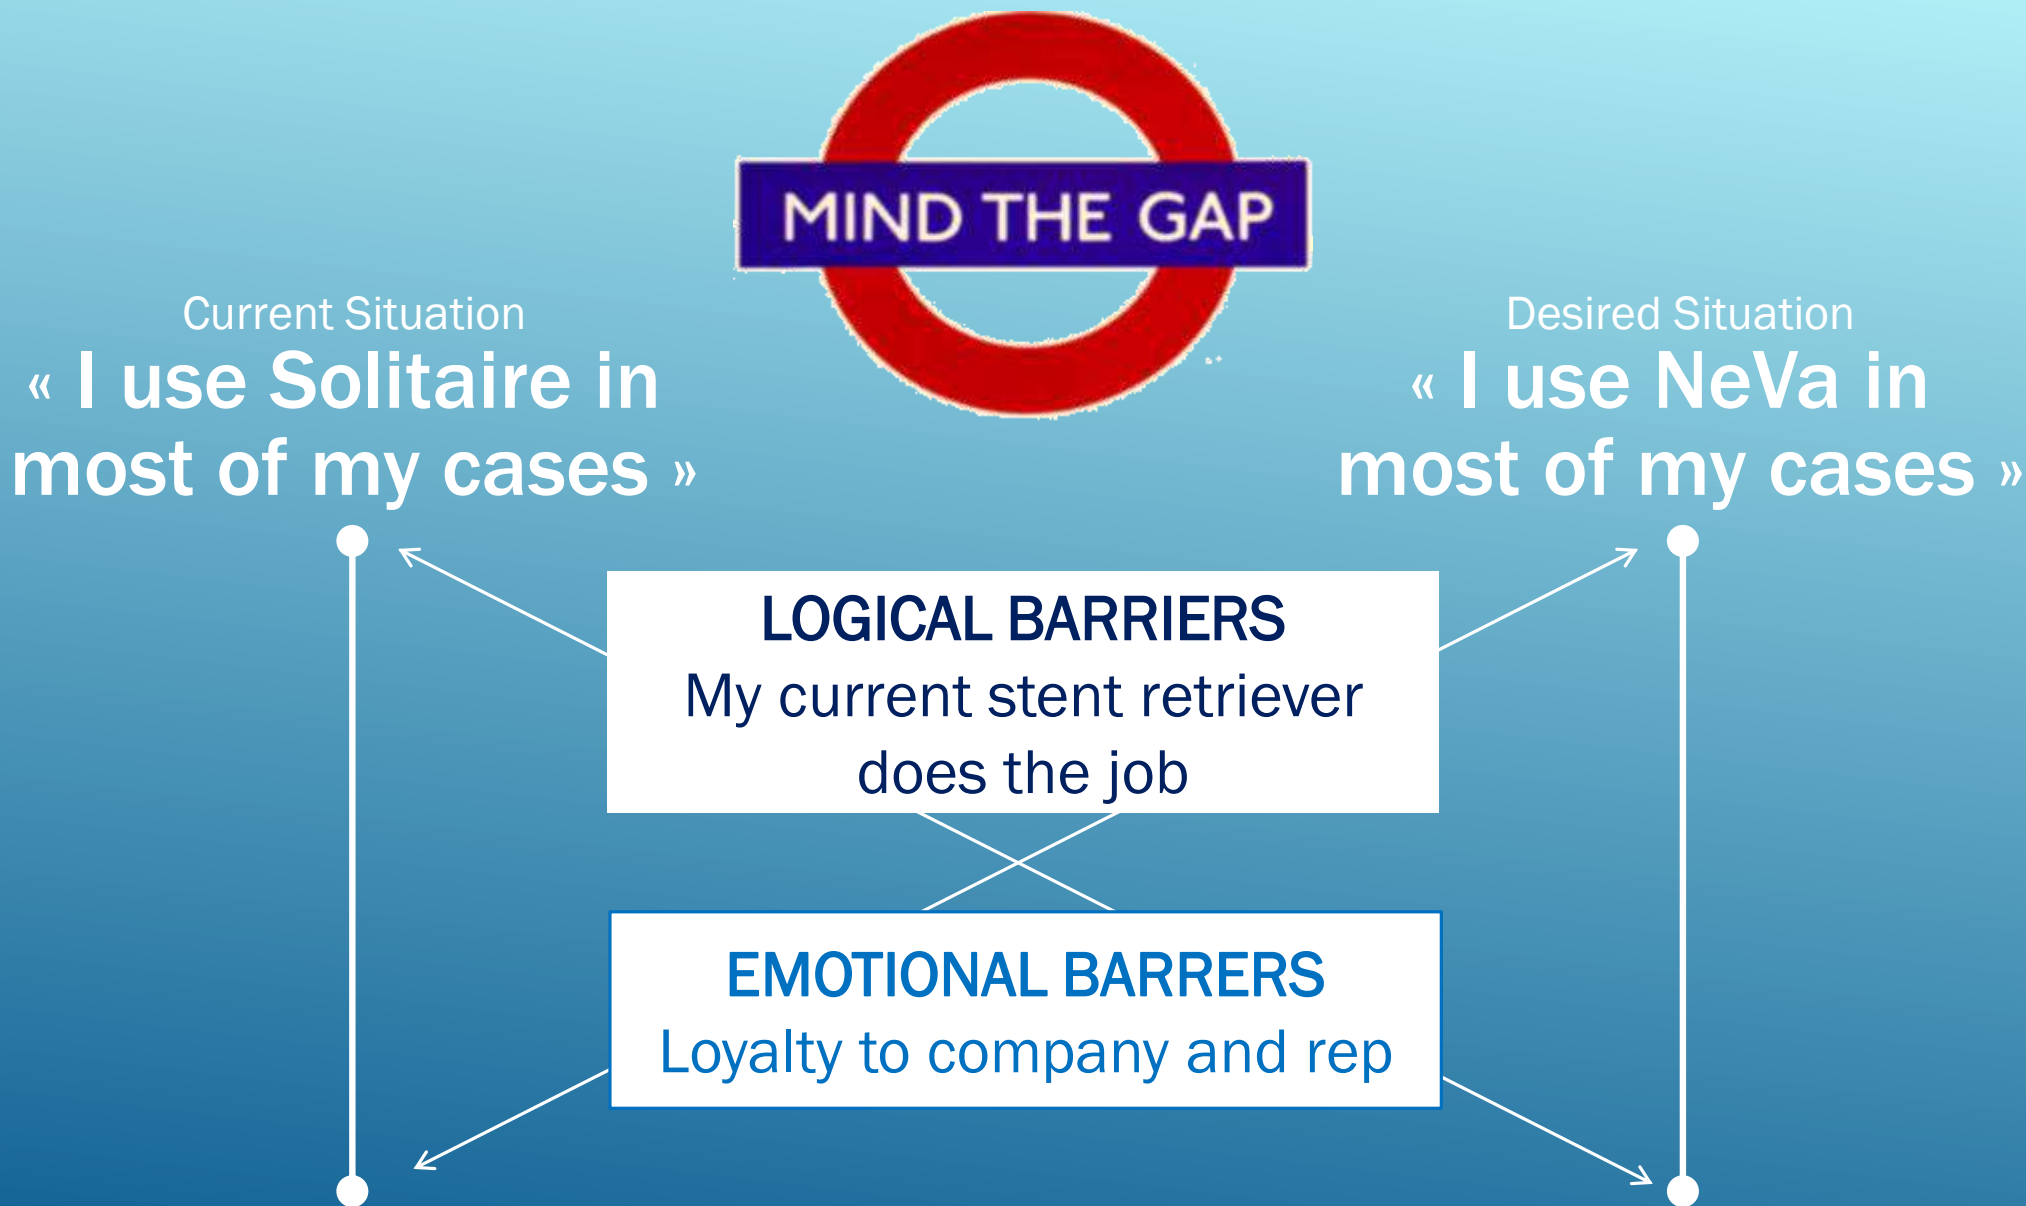 MIND THE GAP
Current Situation
« I use Solitaire in
most of my cases »
Desired Situation
« I use NeVa in
most of my cases »
LOGICAL BARRIERS
My current stent retriever
does the job
EMOTIONAL BARRERS
Loyalty to company and rep